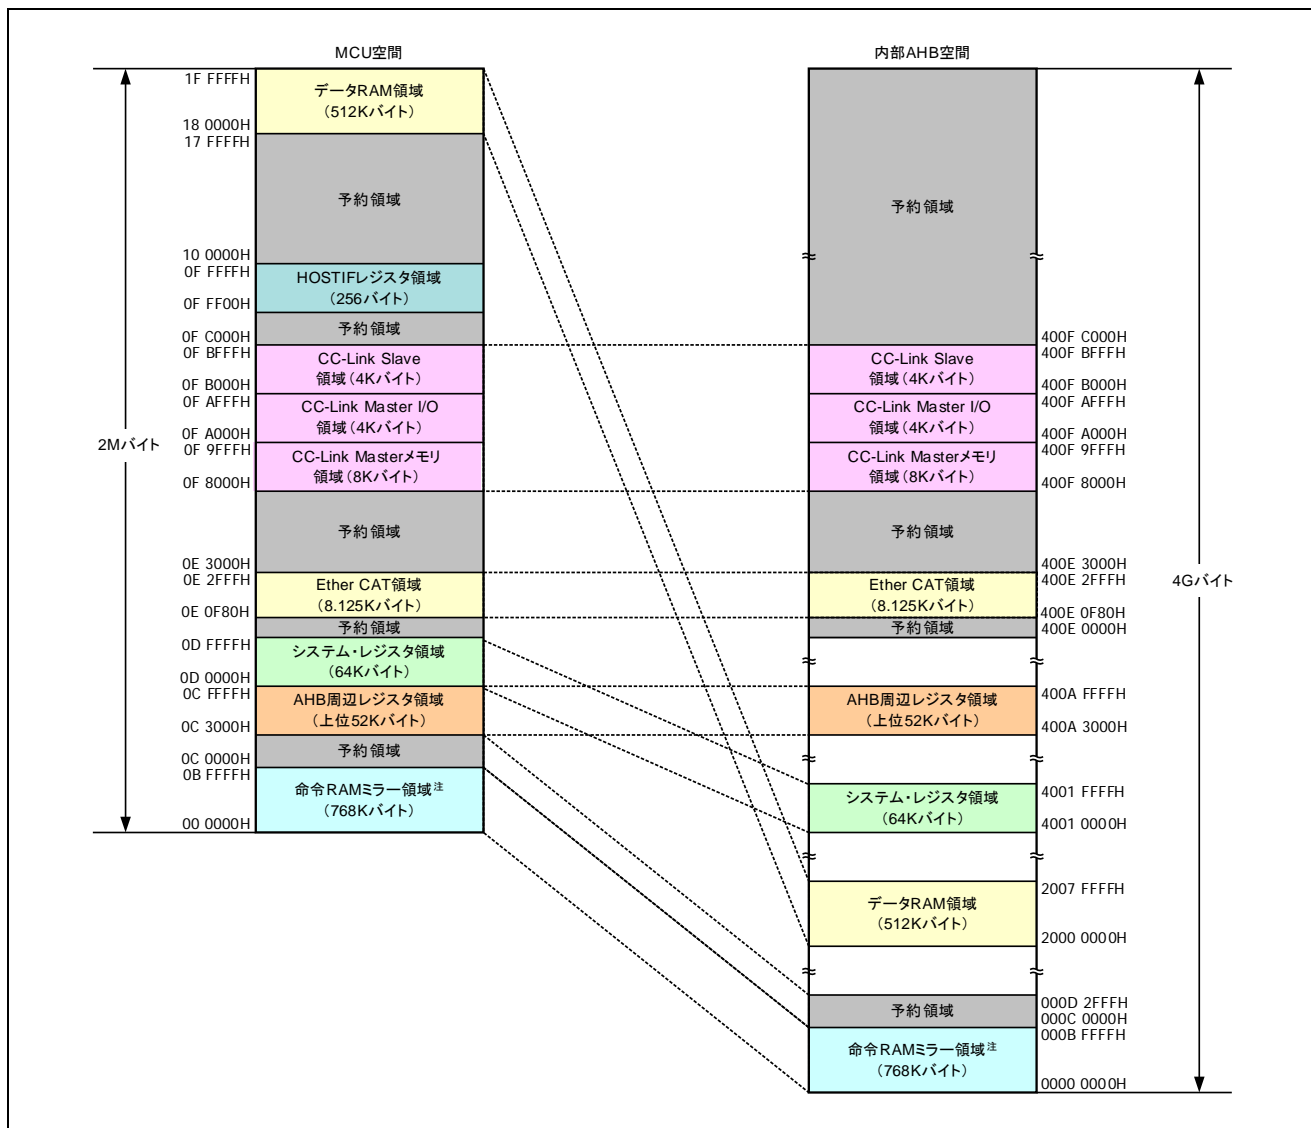 MCU空間
内部AHB空間
1F FFFFH
データRAM領域
(512Kバイト)
18 0000H
17 FFFFH
予約領域
10 0000H
0F FFFFH
HOSTIFレジスタ領域
(256バイト)
0F FF00H
予約領域
0F C000H
0F BFFFH
CC-Link Slave
領域(4Kバイト)
0F B000H
0F AFFFH
CC-Link Master I/O
領域(4Kバイト)
0F A000H
0F 9FFFH
CC-Link Masterメモリ
領域(8Kバイト)
0F 8000H
予約領域
0E 3000H
0E 2FFFH
Ether CAT領域
(8.125Kバイト)
0E 0F80H
予約領域
0D FFFFH
システム・レジスタ領域
(64Kバイト)
0D 0000H
0C FFFFH
AHB周辺レジスタ領域
(上位52Kバイト)
0C 3000H
予約領域
0C 0000H
0B FFFFH
命令RAMミラー領域注
(768Kバイト)
00 0000H
2Mバイト
予約領域
400F C000H
400F BFFFH
CC-Link Slave
領域(4Kバイト)
400F B000H
400F AFFFH
CC-Link Master I/O
領域(4Kバイト)
400F A000H
400F 9FFFH
CC-Link Masterメモリ
領域(8Kバイト)
400F 8000H
予約領域
400E 3000H
400E 2FFFH
Ether CAT領域
(8.125Kバイト)
400E 0F80H
予約領域
400E 0000H
AHB周辺レジスタ領域
(上位52Kバイト)
400A FFFFH
400A 3000H
システム・レジスタ領域
(64Kバイト)
4001 FFFFH
4001 0000H
データRAM領域
(512Kバイト)
2007 FFFFH
2000 0000H
予約領域
000D 2FFFH
000C 0000H
000B FFFFH
命令RAMミラー領域注
(768Kバイト)
0000 0000H
4Gバイト